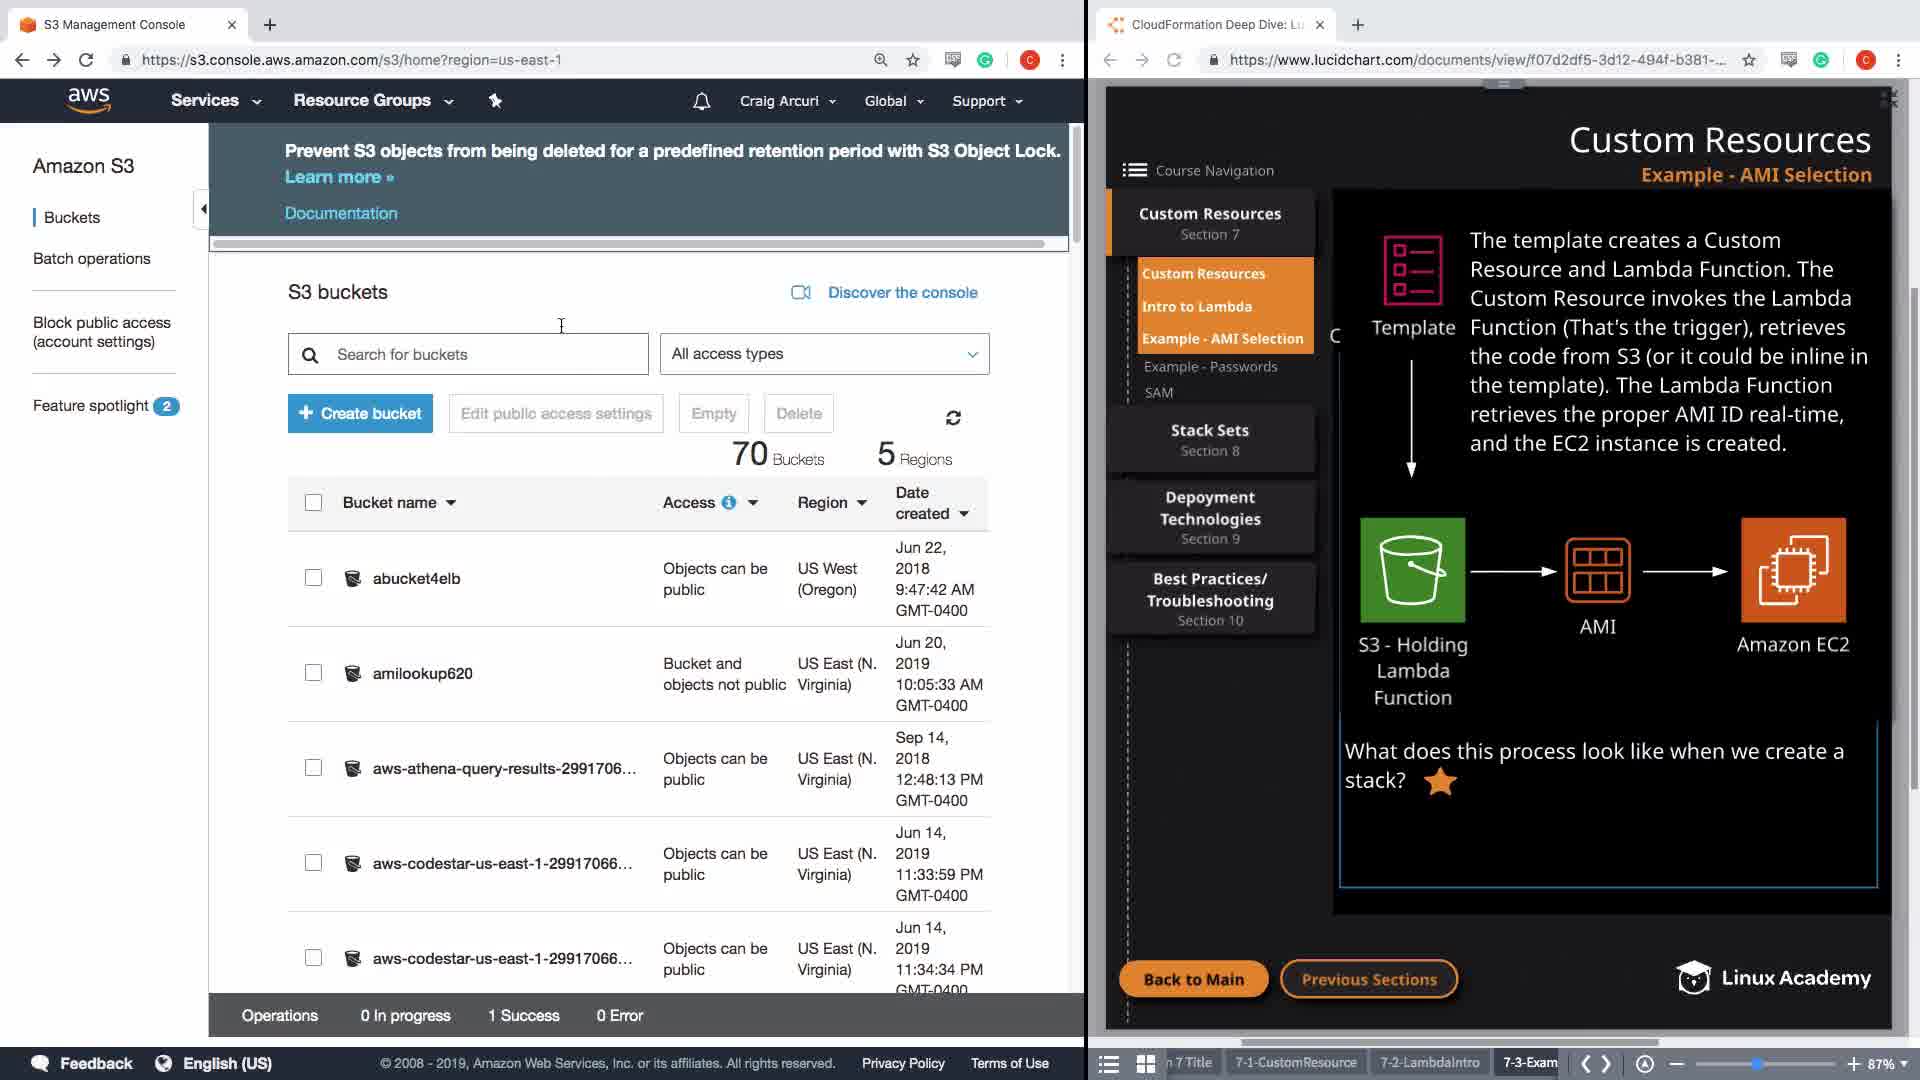 S3 Management Console
https://s3.console.aws.amazon.com/s3/home?region=us-east-1
C
aws
Services
Resource Groups
Craig Arcuri
Global
Support
Amazon S3
Buckets
Batch operations
Block public access
(account settings)
Feature spotlight 2
Prevent S3 objects from being deleted for a predefined retention period with S3 Object Lock.
Learn more »
Documentation
S3 buckets
Discover the console
Search for buckets
All access types
+ Create bucket
Edit public access settings
Empty
Delete
70 Buckets
5 Regions
Bucket name
Access
Region
Date
created
abucket4elb
Objects can be
public
US West
(Oregon)
Jun 22,
2018
9:47:42 AM
GMT-0400
amilookup620
Bucket and
objects not public
US East (N.
Virginia)
Jun 20,
2019
10:05:33 AM
GMT-0400
aws-athena-query-results-2991706...
Objects can be
public
US East (N.
Virginia)
Sep 14,
2018
12:48:13 PM
GMT-0400
aws-codestar-us-east-1-29917066...
Objects can be
public
US East (N.
Virginia)
Jun 14,
2019
11:33:59 PM
GMT-0400
aws-codestar-us-east-1-29917066...
Objects can be
public
US East (N.
Virginia)
Jun 14,
2019
11:34:34 PM
GMT-0400
Operations
0 In progress
1 Success
0 Error
Feedback
English (US)
© 2008 - 2019, Amazon Web Services, Inc. or its affiliates. All rights reserved.
Privacy Policy
Terms of Use
CloudFormation Deep Dive: Lu
https://www.lucidchart.com/documents/view/f07d2df5-3d12-494f-b381-...
C
Custom Resources
Example - AMI Selection
Course Navigation
Custom Resources
Section 7
Custom Resources
Intro to Lambda
Example - AMI Selection
Example - Passwords
SAM
Stack Sets
Section 8
Depoyment
Technologies
Section 9
Best Practices/
Troubleshooting
Section 10
C
Template
The template creates a Custom
Resource and Lambda Function. The
Custom Resource invokes the Lambda
Function (That's the trigger), retrieves
the code from S3 (or it could be inline in
the template). The Lambda Function
retrieves the proper AMI ID real-time,
and the EC2 instance is created.
S3 - Holding
Lambda
Function
AMI
Amazon EC2
What does this process look like when we create a
stack?
Back to Main
Previous Sections
Linux Academy
7 Title
7-1-CustomResource
7-2-LambdaIntro
7-3-Exam
87%